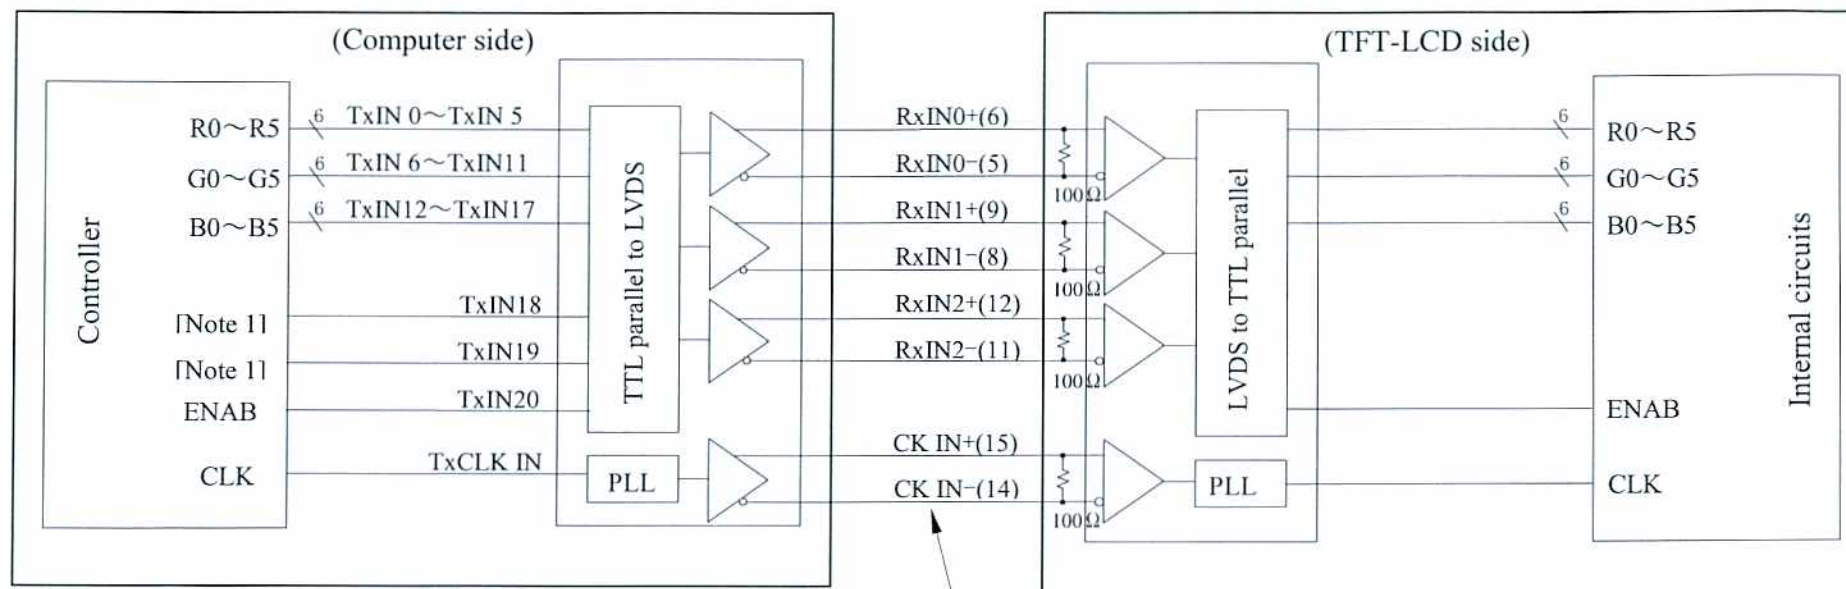 (Computer side)
(TFT-LCD side)
Controller
R0～R5
6
TxIN 0～TxIN 5
G0～G5
6
TxIN 6～TxIN11
B0～B5
6
TxIN12～TxIN17
[Note 1]
TxIN18
[Note 1]
TxIN19
ENAB
TxIN20
CLK
TxCLK IN
TTL parallel to LVDS
PLL
RxIN0+(6)
RxIN0−(5)
100Ω
RxIN1+(9)
RxIN1−(8)
100Ω
RxIN2+(12)
RxIN2−(11)
100Ω
CK IN+(15)
CK IN−(14)
100Ω
LVDS to TTL parallel
PLL
6
R0～R5
6
G0～G5
6
B0～B5
ENAB
CLK
Internal circuits